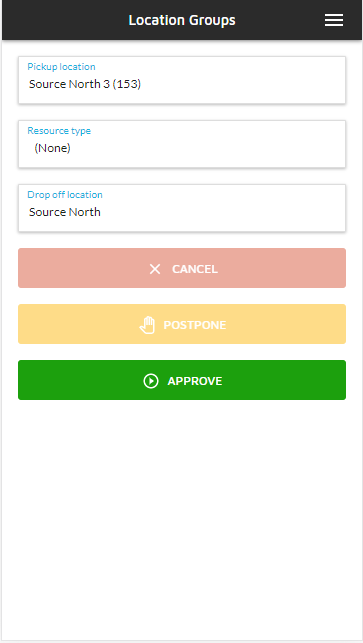 Location Groups
Pickup location
Source North 3 (153)
Resource type
(None)
Drop off location
Source North
CANCEL
POSTPONE
APPROVE